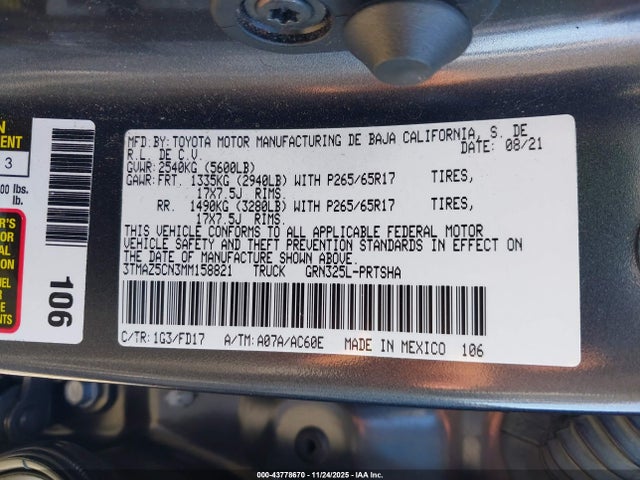 MFD.BY: TOYOTA MOTOR MANUFACTURING DE BAJA CALIFORNIA, S. DE
R.L. DE C.V. DATE: 08/21
GVWR: 2540KG (5600LB)
GAWR: FRT. 1335KG (2940LB) WITH P265/65R17 TIRES,
17X7.5J RIMS.
RR. 1490KG (3280LB) WITH P265/65R17 TIRES,
17X7.5J RIMS.
THIS VEHICLE CONFORMS TO ALL APPLICABLE FEDERAL MOTOR
VEHICLE SAFETY AND THEFT PREVENTION STANDARDS IN EFFECT ON
THE DATE OF MANUFACTURE SHOWN ABOVE.
3TMAZ5CN3MM158821 TRUCK GRN325L-PRTSHA
C/TR: 1G3/FD17 A/TM: A07A/AC60E MADE IN MEXICO 106
3
00 lbs.
lb.
106
000-43778670 11/24/2025 IAA, Inc.